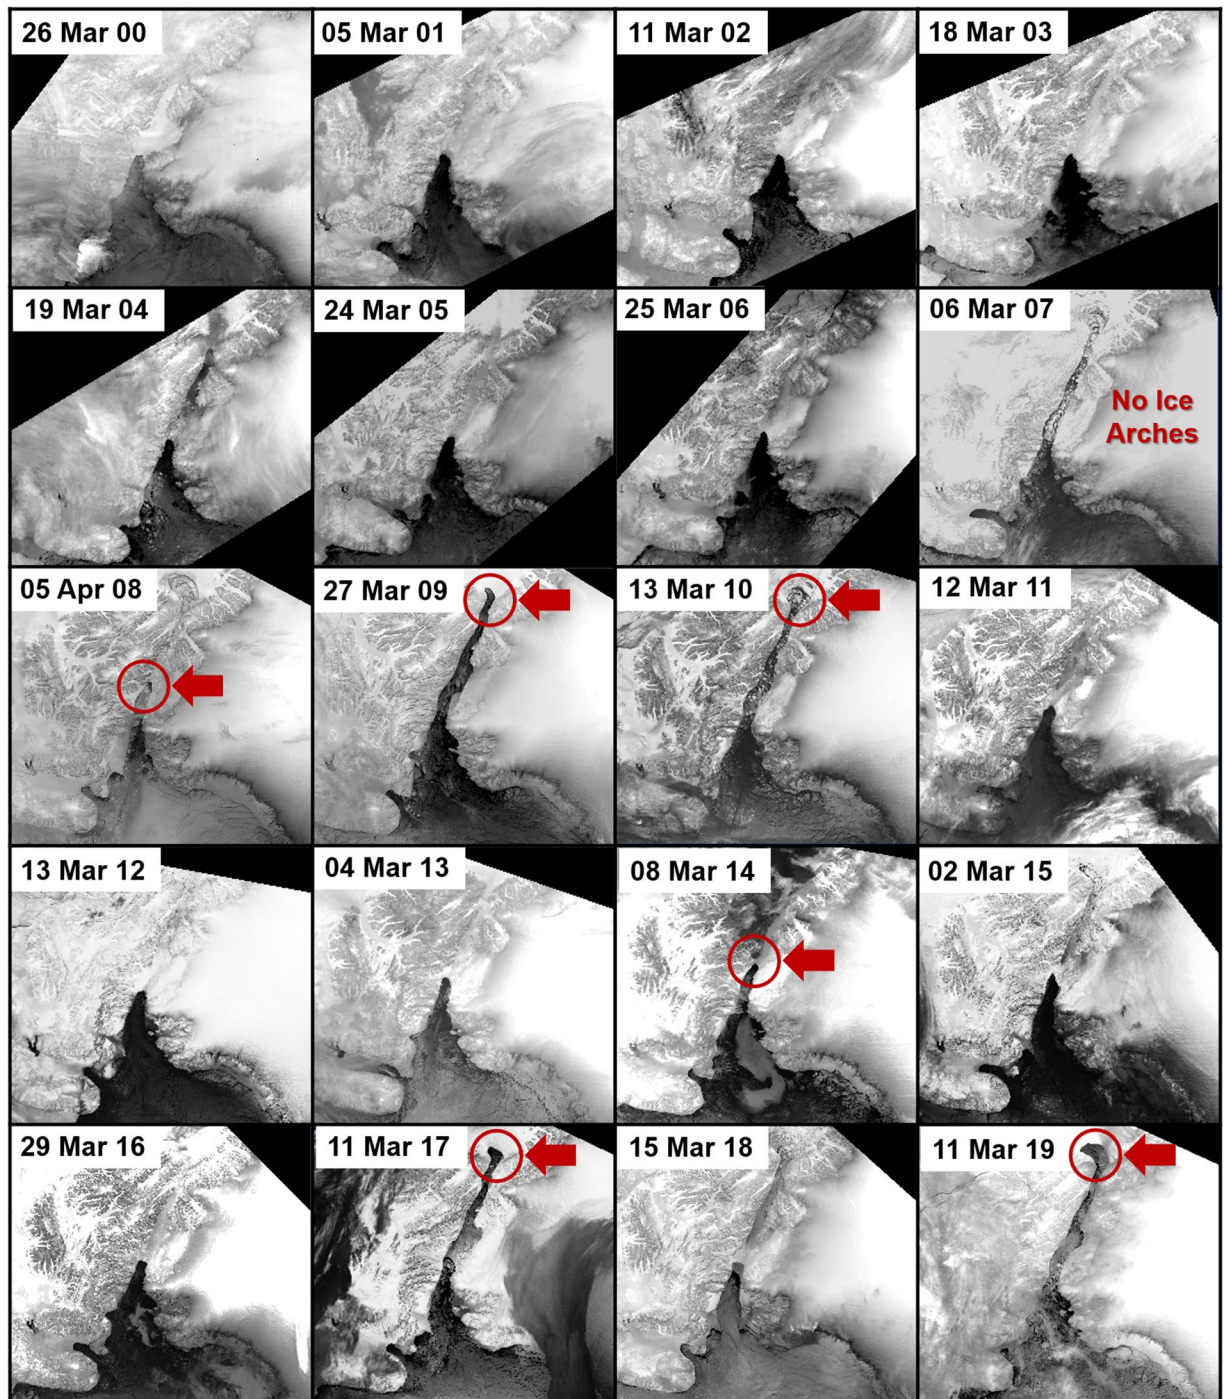 26 Mar 00
05 Mar 01
11 Mar 02
18 Mar 03
19 Mar 04
24 Mar 05
25 Mar 06
06 Mar 07
No Ice
Arches
05 Apr 08
27 Mar 09
13 Mar 10
12 Mar 11
13 Mar 12
04 Mar 13
08 Mar 14
02 Mar 15
29 Mar 16
11 Mar 17
15 Mar 18
11 Mar 19